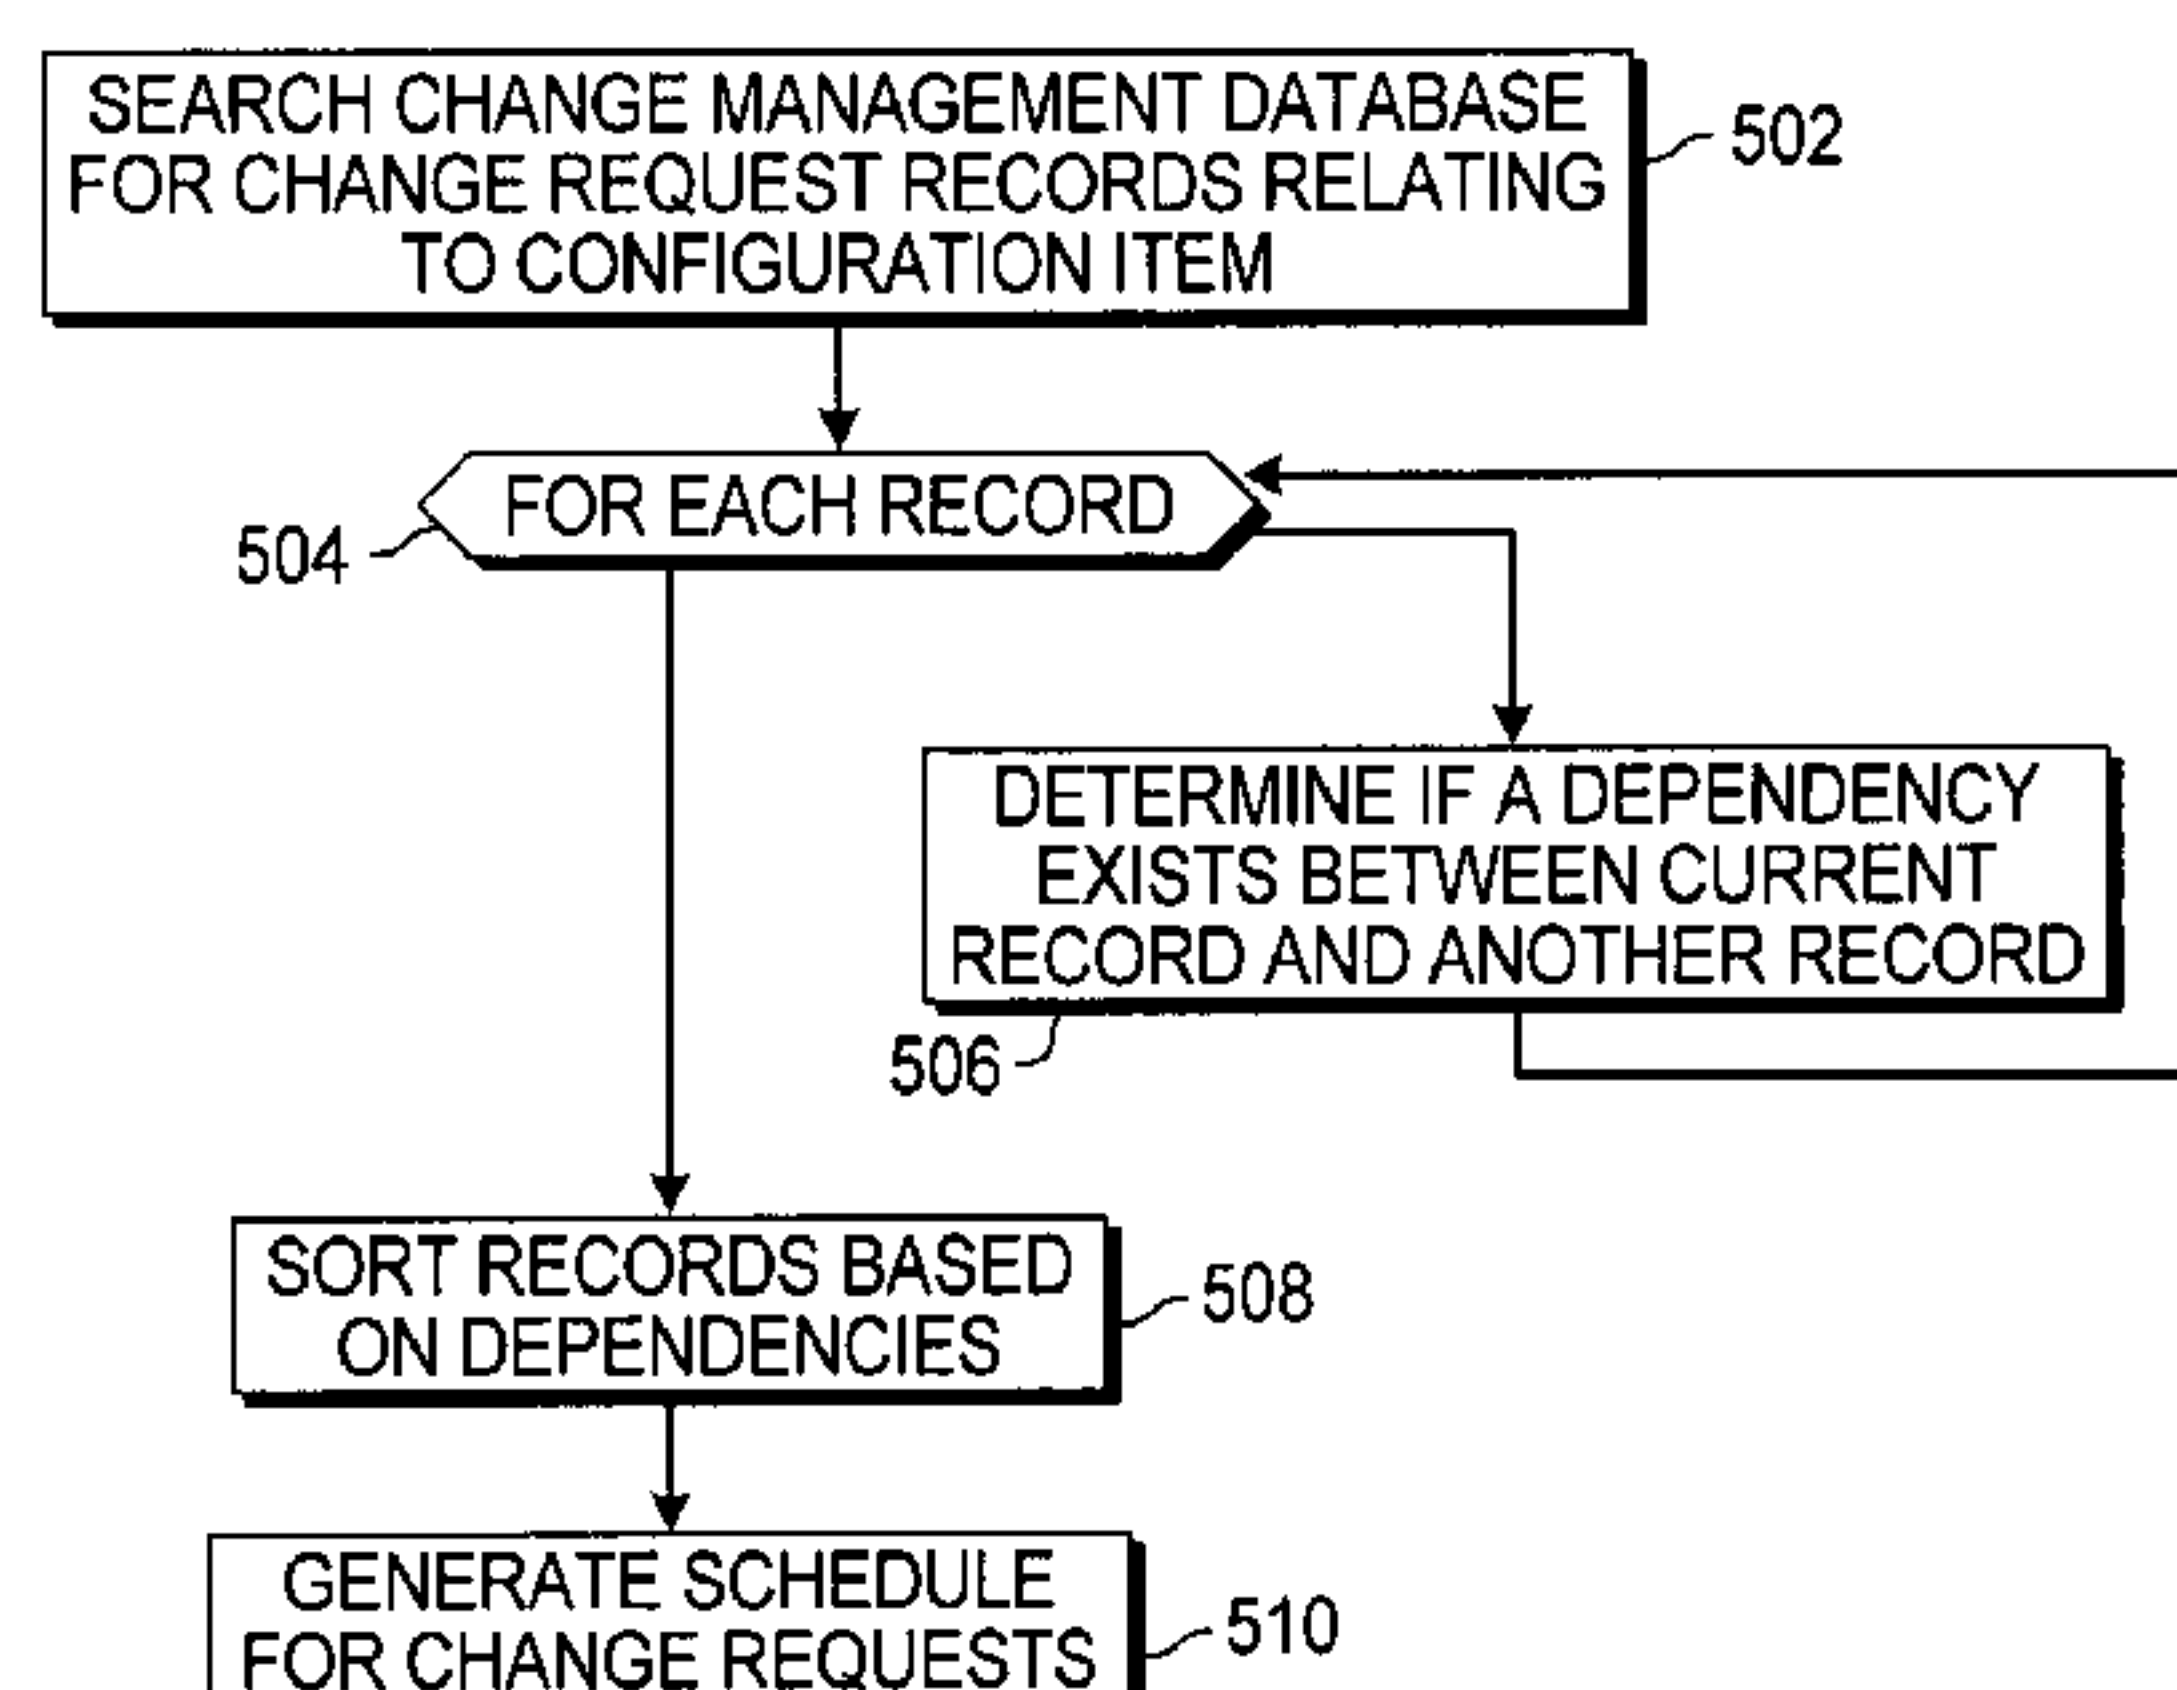 SEARCH CHANGE MANAGEMENT DATABASE
FOR CHANGE REQUEST RECORDS RELATING
TO CONFIGURATION ITEM
502
FOR EACH RECORD
504
DETERMINE IF A DEPENDENCY
EXISTS BETWEEN CURRENT
RECORD AND ANOTHER RECORD
506
SORT RECORDS BASED
ON DEPENDENCIES
508
GENERATE SCHEDULE
FOR CHANGE REQUESTS
510